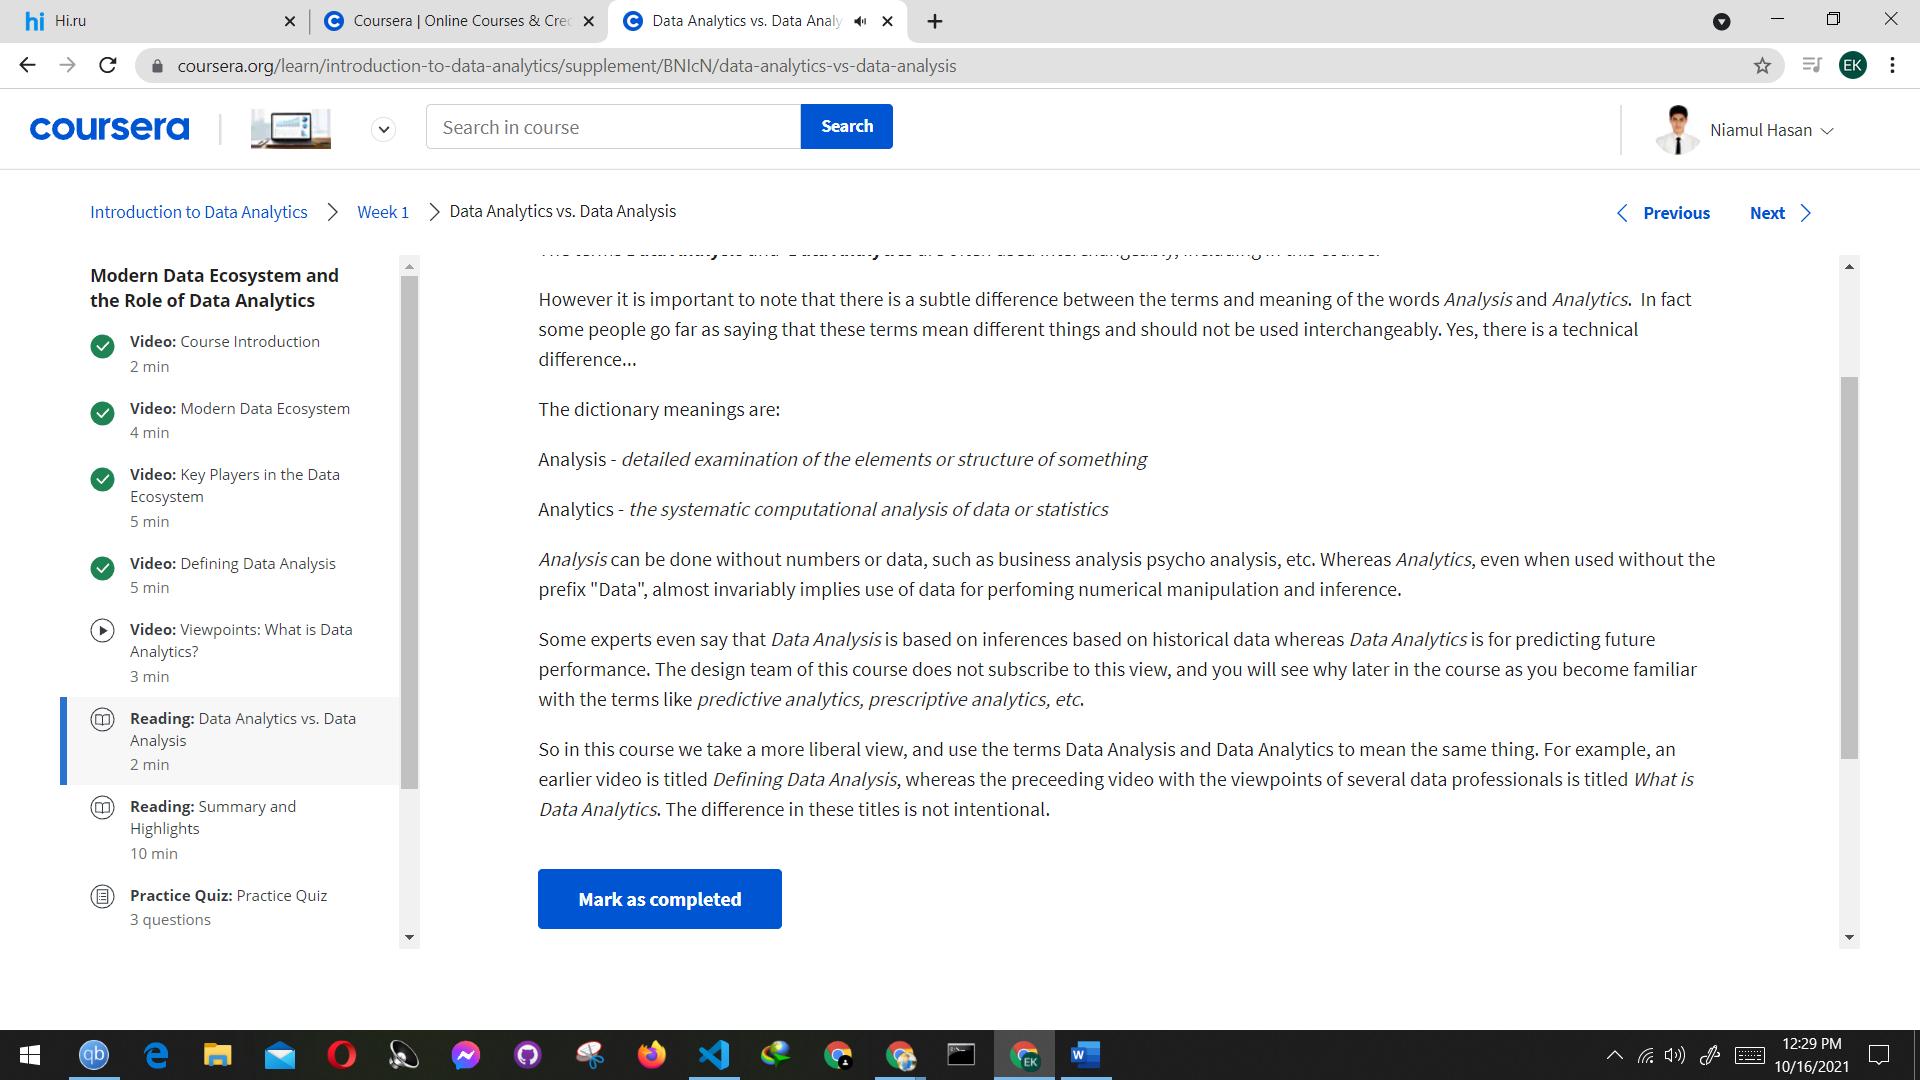 hi Hi.ru
Coursera | Online Courses & Cre
Data Analytics vs. Data Analy
coursera.org/learn/introduction-to-data-analytics/supplement/BNIcN/data-analytics-vs-data-analysis
EK
coursera
Search in course
Search
Niamul Hasan
Introduction to Data Analytics
Week 1
Data Analytics vs. Data Analysis
Previous
Next
Modern Data Ecosystem and
the Role of Data Analytics
Video: Course Introduction
2 min
Video: Modern Data Ecosystem
4 min
Video: Key Players in the Data
Ecosystem
5 min
Video: Defining Data Analysis
5 min
Video: Viewpoints: What is Data
Analytics?
3 min
Reading: Data Analytics vs. Data
Analysis
2 min
Reading: Summary and
Highlights
10 min
Practice Quiz: Practice Quiz
3 questions
The terms Data Analysis and Data Analytics are often used interchangeably, including in this course.
However it is important to note that there is a subtle difference between the terms and meaning of the words Analysis and Analytics. In fact
some people go far as saying that these terms mean different things and should not be used interchangeably. Yes, there is a technical
difference...
The dictionary meanings are:
Analysis - detailed examination of the elements or structure of something
Analytics - the systematic computational analysis of data or statistics
Analysis can be done without numbers or data, such as business analysis psycho analysis, etc. Whereas Analytics, even when used without the
prefix "Data", almost invariably implies use of data for perfoming numerical manipulation and inference.
Some experts even say that Data Analysis is based on inferences based on historical data whereas Data Analytics is for predicting future
performance. The design team of this course does not subscribe to this view, and you will see why later in the course as you become familiar
with the terms like predictive analytics, prescriptive analytics, etc.
So in this course we take a more liberal view, and use the terms Data Analysis and Data Analytics to mean the same thing. For example, an
earlier video is titled Defining Data Analysis, whereas the preceeding video with the viewpoints of several data professionals is titled What is
Data Analytics. The difference in these titles is not intentional.
Mark as completed
qb
EK
W
12:29 PM
10/16/2021